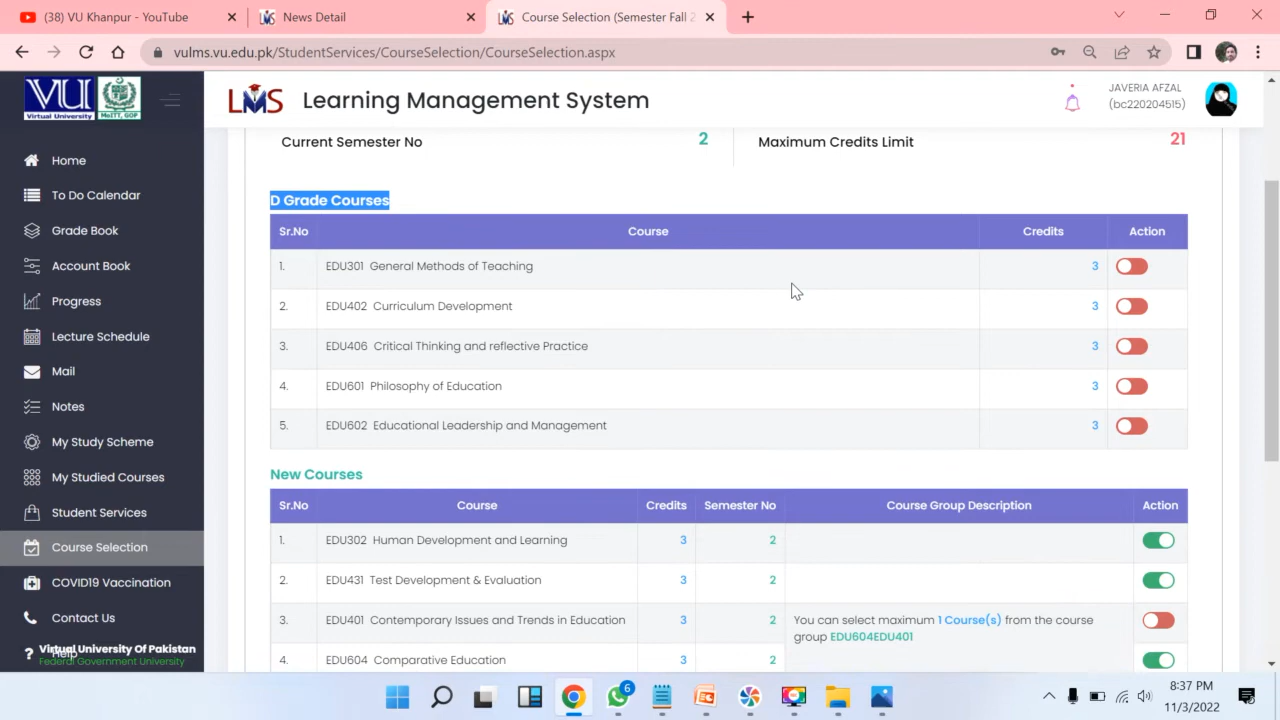 (38) VU Khanpur - YouTube
News Detail
Course Selection (Semester Fall 2
vulms.vu.edu.pk/StudentServices/CourseSelection/CourseSelection.aspx
VU
Virtual University
MoITT, GOP
LMS
Learning Management System
JAVERIA AFZAL
(bc220204515)
Current Semester No 2
Maximum Credits Limit 21
Home
To Do Calendar
Grade Book
Account Book
Progress
Lecture Schedule
Mail
Notes
My Study Scheme
My Studied Courses
Student Services
Course Selection
COVID19 Vaccination
Contact Us
Help
Virtual University Of Pakistan
Federal Government University
D Grade Courses
Sr.No Course Credits Action
1. EDU301 General Methods of Teaching 3
2. EDU402 Curriculum Development 3
3. EDU406 Critical Thinking and reflective Practice 3
4. EDU601 Philosophy of Education 3
5. EDU602 Educational Leadership and Management 3
New Courses
Sr.No Course Credits Semester No Course Group Description Action
1. EDU302 Human Development and Learning 3 2
2. EDU431 Test Development & Evaluation 3 2
3. EDU401 Contemporary Issues and Trends in Education 3 2 You can select maximum 1 Course(s) from the course
group EDU604EDU401
4. EDU604 Comparative Education 3 2
6
8:37 PM
11/3/2022